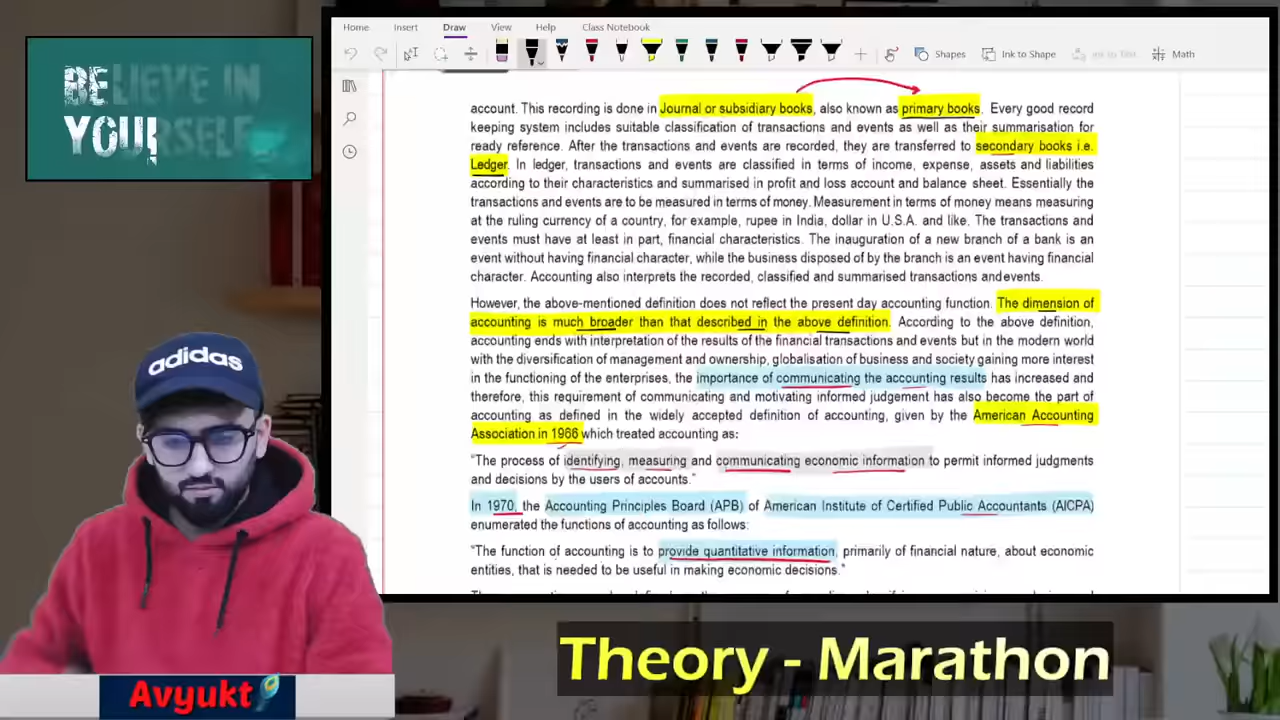 BELIEVE IN
YOURSELF
Home Insert Draw View Help Class Notebook
Shapes Ink to Shape Ink to Text Math
account. This recording is done in Journal or subsidiary books, also known as primary books. Every good record
keeping system includes suitable classification of transactions and events as well as their summarisation for
ready reference. After the transactions and events are recorded, they are transferred to secondary books i.e.
Ledger. In ledger, transactions and events are classified in terms of income, expense, assets and liabilities
according to their characteristics and summarised in profit and loss account and balance sheet. Essentially the
transactions and events are to be measured in terms of money. Measurement in terms of money means measuring
at the ruling currency of a country, for example, rupee in India, dollar in U.S.A. and like. The transactions and
events must have at least in part, financial characteristics. The inauguration of a new branch of a bank is an
event without having financial character, while the business disposed of by the branch is an event having financial
character. Accounting also interprets the recorded, classified and summarised transactions and events.
However, the above-mentioned definition does not reflect the present day accounting function. The dimension of
accounting is much broader than that described in the above definition. According to the above definition,
accounting ends with interpretation of the results of the financial transactions and events but in the modern world
with the diversification of management and ownership, globalisation of business and society gaining more interest
in the functioning of the enterprises, the importance of communicating the accounting results has increased and
therefore, this requirement of communicating and motivating informed judgement has also become the part of
accounting as defined in the widely accepted definition of accounting, given by the American Accounting
Association in 1966 which treated accounting as:
"The process of identifying, measuring and communicating economic information to permit informed judgments
and decisions by the users of accounts."
In 1970, the Accounting Principles Board (APB) of American Institute of Certified Public Accountants (AICPA)
enumerated the functions of accounting as follows:
"The function of accounting is to provide quantitative information, primarily of financial nature, about economic
entities, that is needed to be useful in making economic decisions."
adidas
Theory - Marathon
Avyukt